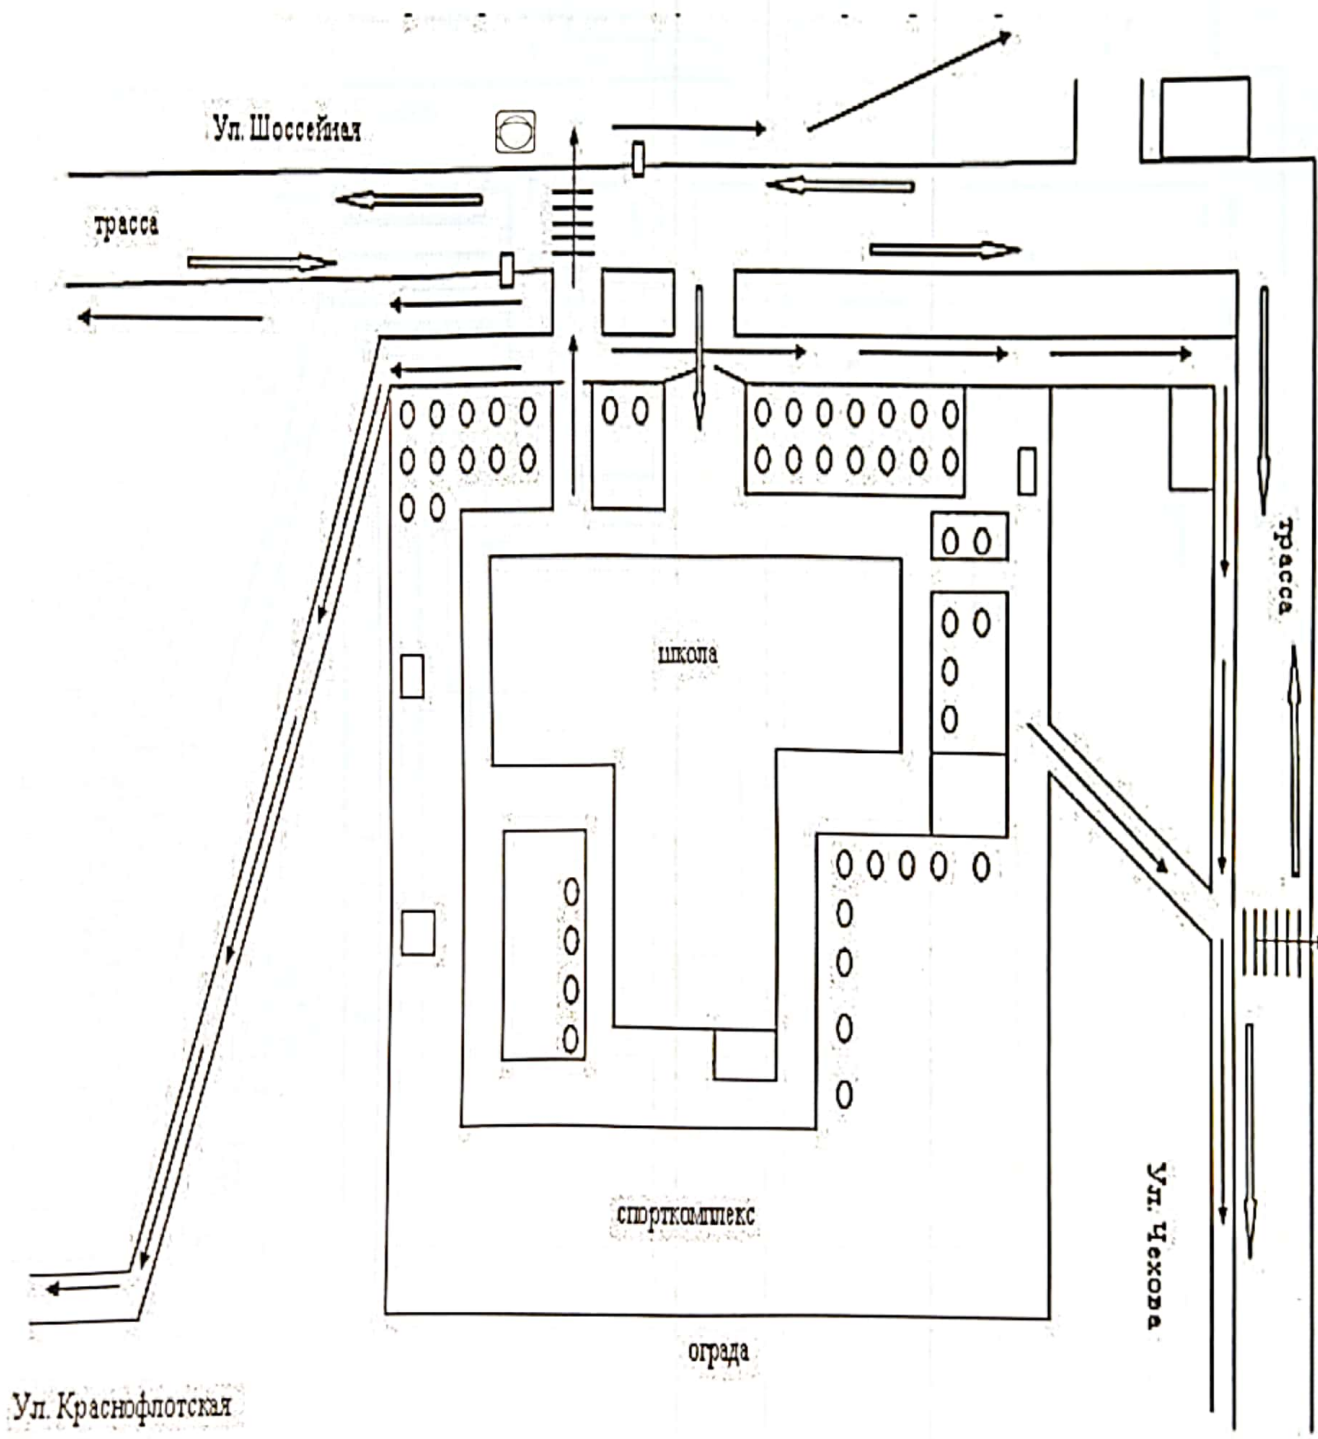 Ул. Шоссейная
трасса
трасса
школа
Ул. Чехова
спорткомплекс
ограда
Ул. Краснофлотская